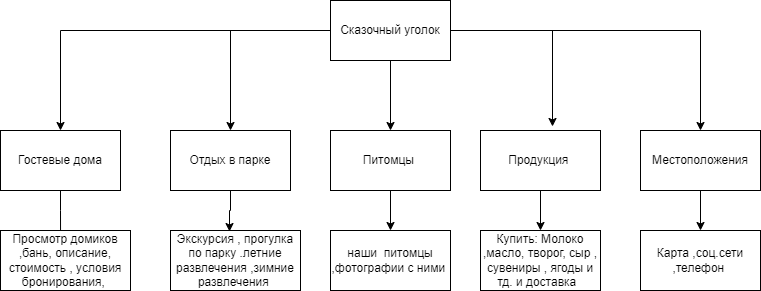 Сказочный уголок
Гостевые дома
Отдых в парке
Питомцы
Продукция
Местоположения
Просмотр домиков
,бань, описание,
стоимость , условия
бронирования,
Экскурсия , прогулка
по парку .летние
развлечения ,зимние
развлечения
наши  питомцы
,фотографии с ними
Купить: Молоко
,масло, творог, сыр ,
сувениры , ягоды и
тд. и доставка
Карта ,соц.сети
,телефон